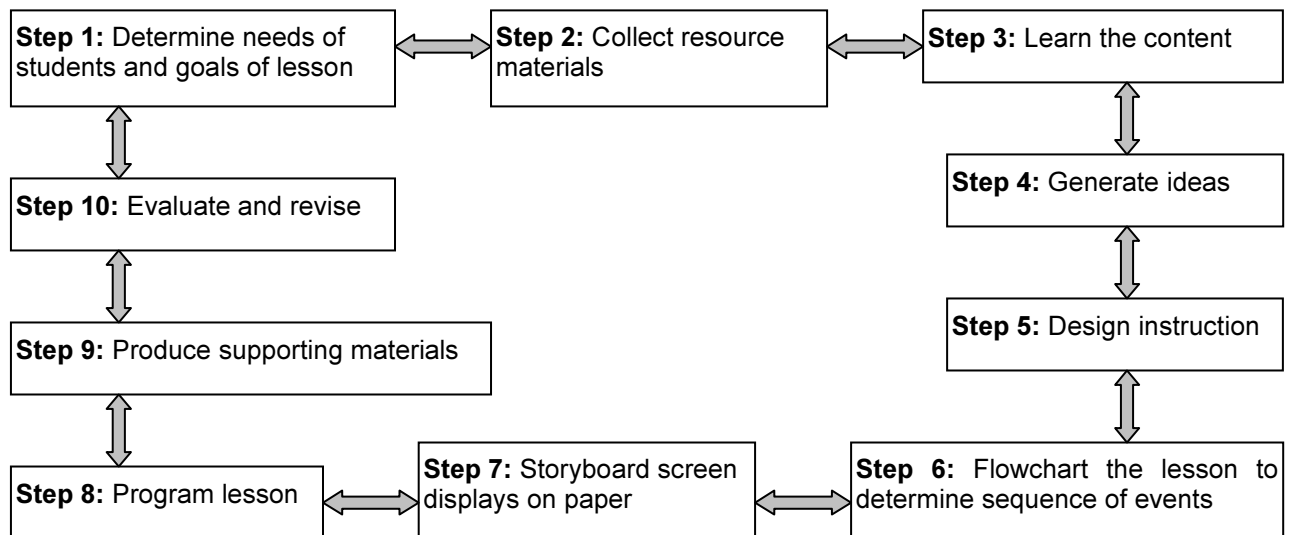 Step 1: Determine needs of
students and goals of lesson
Step 2: Collect resource
materials
Step 3: Learn the content
Step 4: Generate ideas
Step 5: Design instruction
Step 6: Flowchart the lesson to
determine sequence of events
Step 7: Storyboard screen
displays on paper
Step 8: Program lesson
Step 9: Produce supporting materials
Step 10: Evaluate and revise